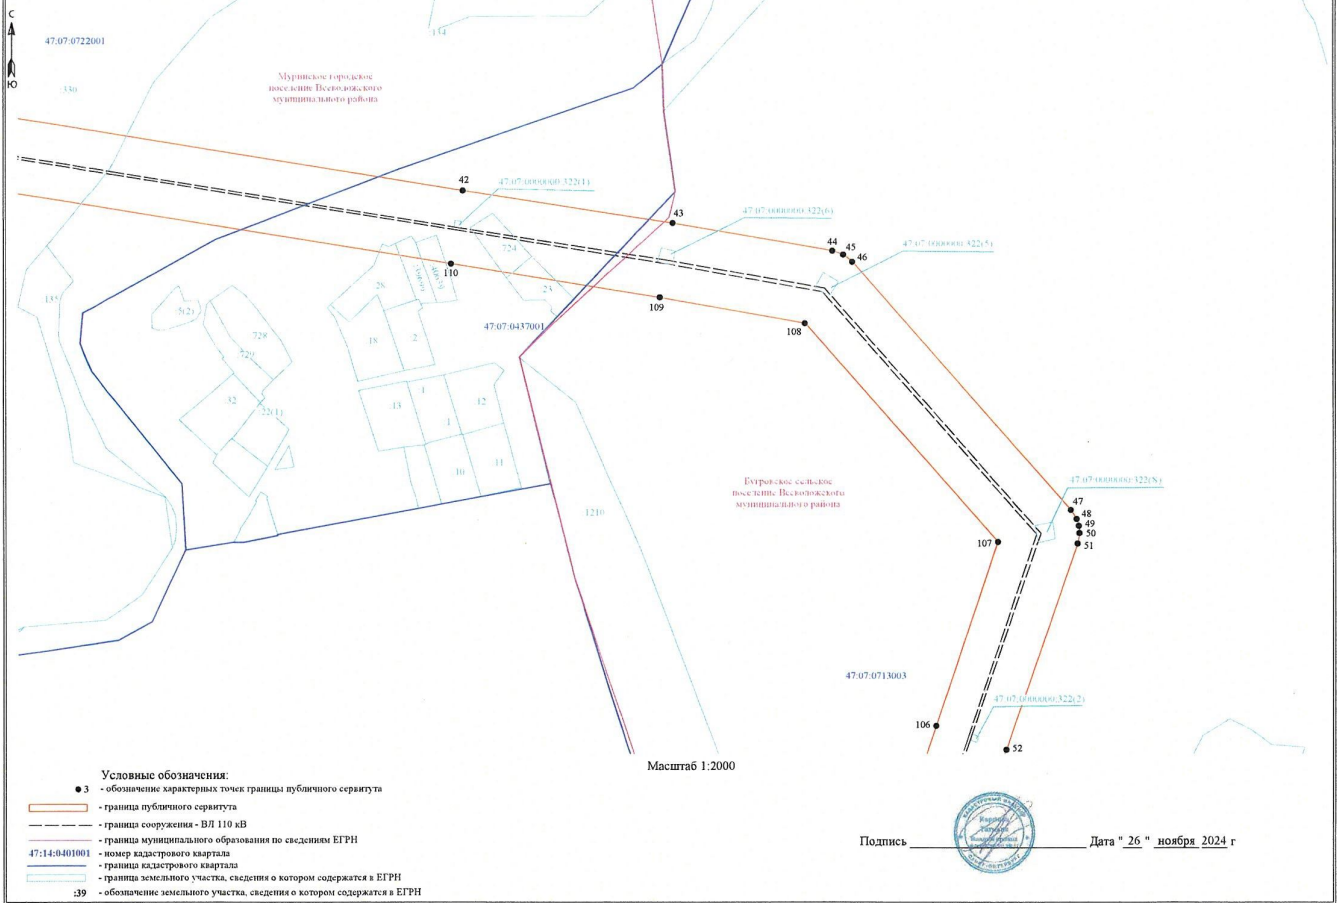 С
Ю
47:07:0722001
:330
Муринское городское
поселение Всеволожского
муниципального района
42
47:07:0000000:322(1)
43
47:07:0000000:322(6)
44
45
46
47:07:0000000:322(5)
724
110
28
23
135
5(2)
109
108
47:07:0437001
728
729
18
2
32
22(1)
13
1
12
1
10
11
1210
Бугровское сельское
поселение Всеволожского
муниципального района
47:07:0000000:322(8)
47
48
49
50
51
107
47:07:0713003
47:07:0000000:322(2)
106
52
Масштаб 1:2000
Условные обозначения:
3 - обозначение характерных точек границы публичного сервитута
- граница публичного сервитута
- граница сооружения - ВЛ 110 кВ
- граница муниципального образования по сведениям ЕГРН
47:14:0401001 - номер кадастрового квартала
- граница кадастрового квартала
- граница земельного участка, сведения о котором содержатся в ЕГРН
:39 - обозначение земельного участка, сведения о котором содержатся в ЕГРН
Подпись Дата " 26 " ноября 2024 г